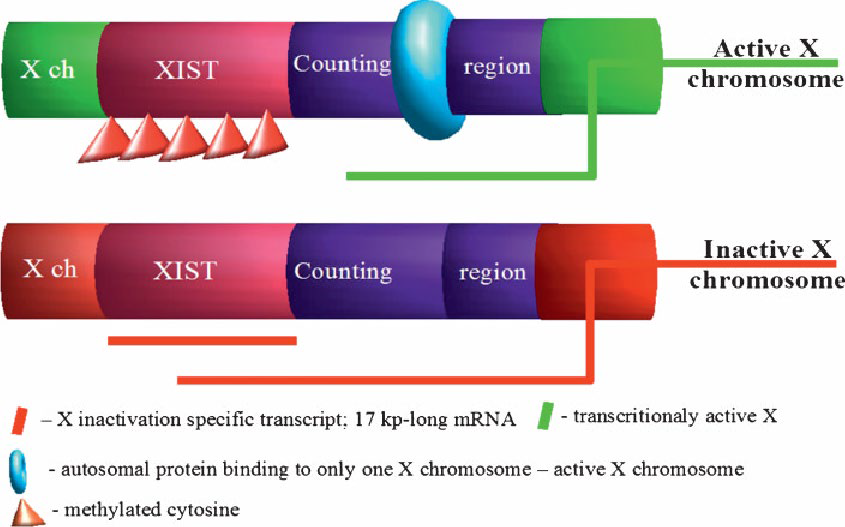 X ch XIST Counting region
Active X
chromosome
X ch XIST Counting region
Inactive X
chromosome
– X inactivation specific transcript; 17 kp-long mRNA
- transcritionaly active X
- autosomal protein binding to only one X chromosome – active X chromosome
- methylated cytosine